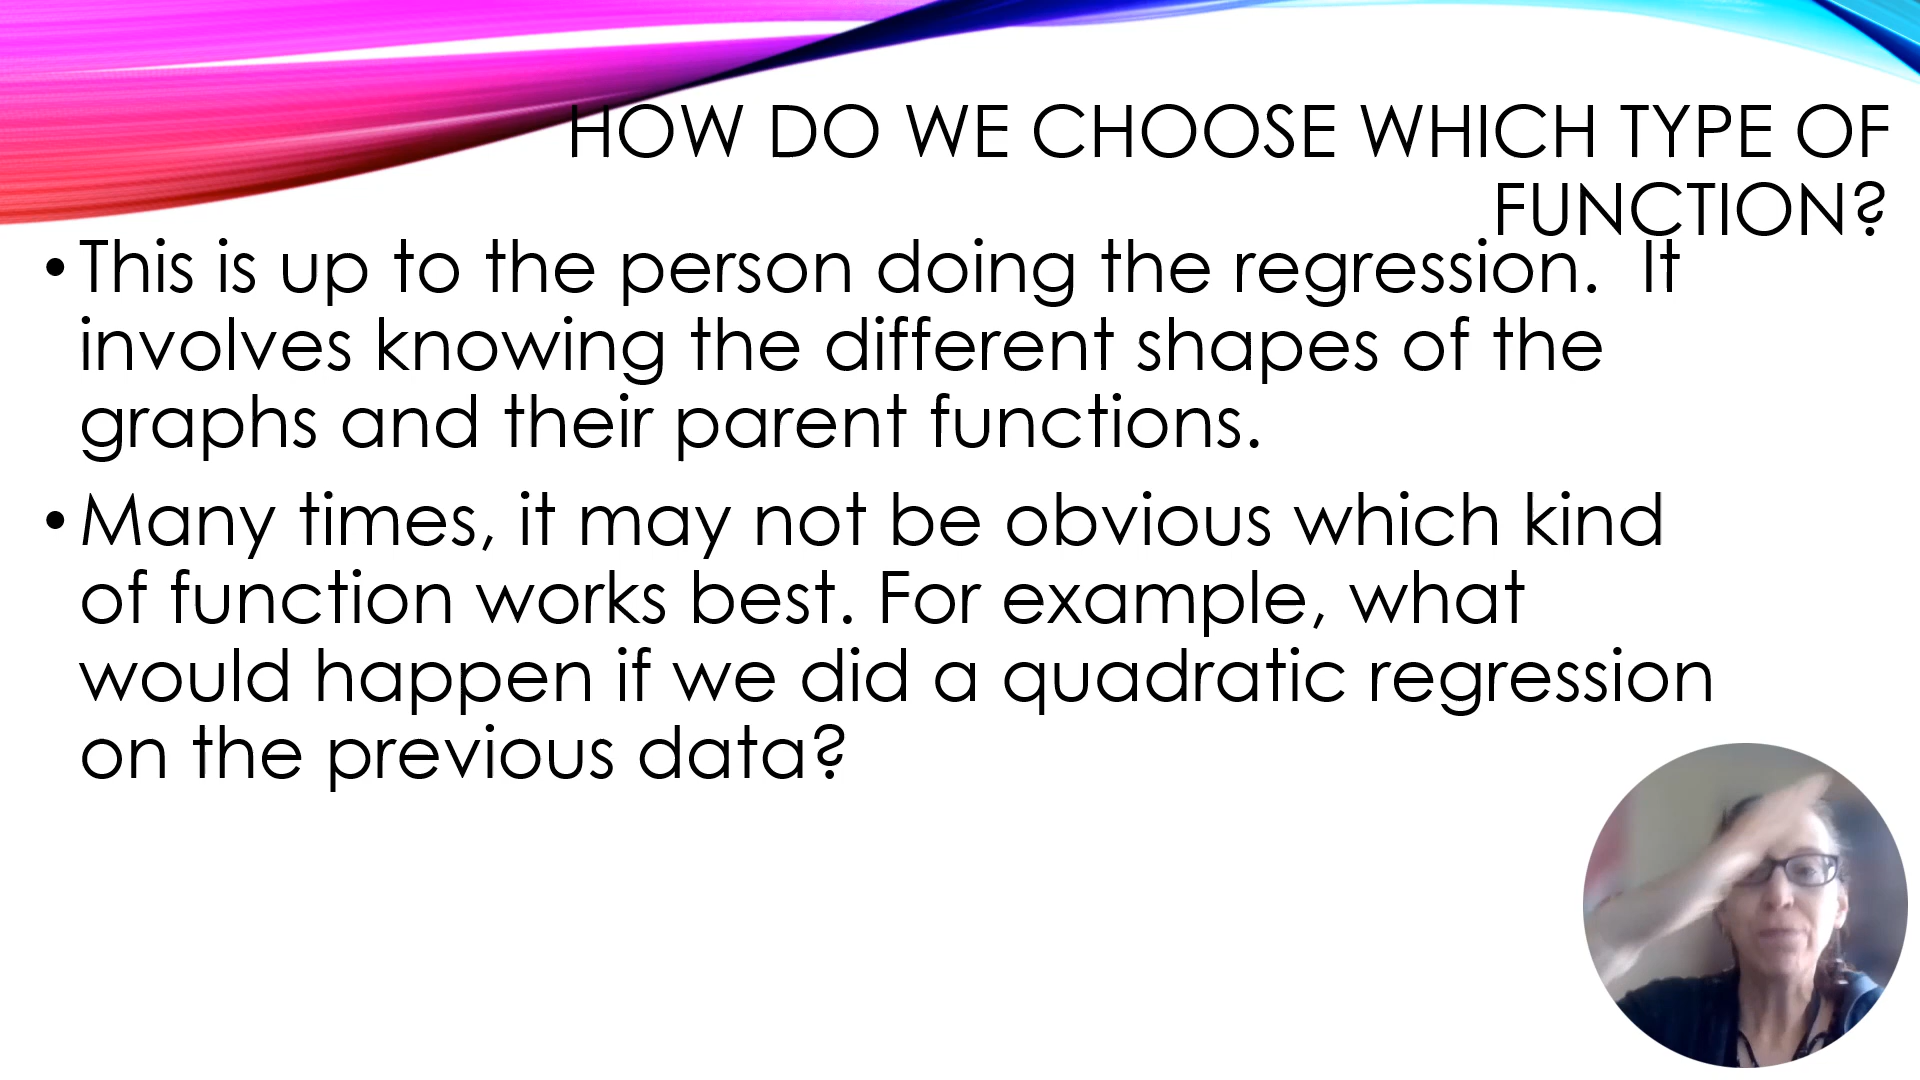 HOW DO WE CHOOSE WHICH TYPE OF
FUNCTION?
• This is up to the person doing the regression.  It
involves knowing the different shapes of the
graphs and their parent functions.
• Many times, it may not be obvious which kind
of function works best. For example, what
would happen if we did a quadratic regression
on the previous data?